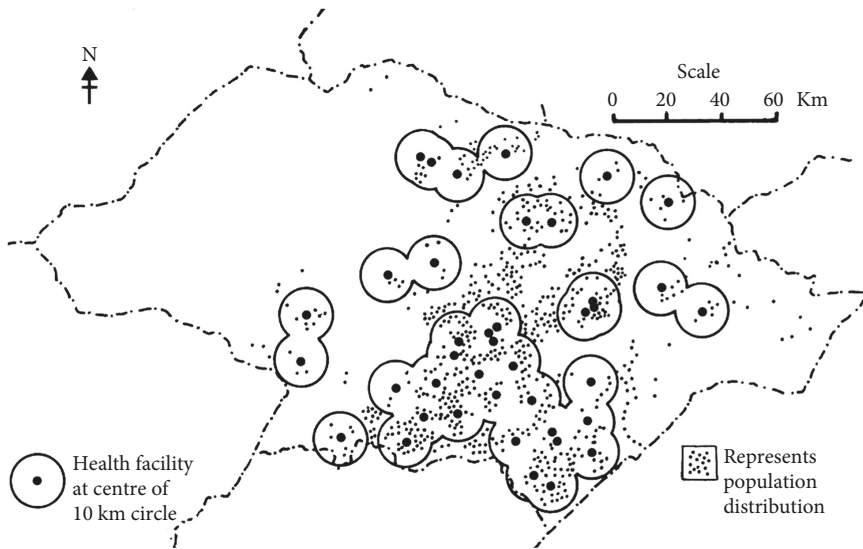 N
Scale
0 20 40 60 Km
Health facility
at centre of
10 km circle
Represents
population
distribution